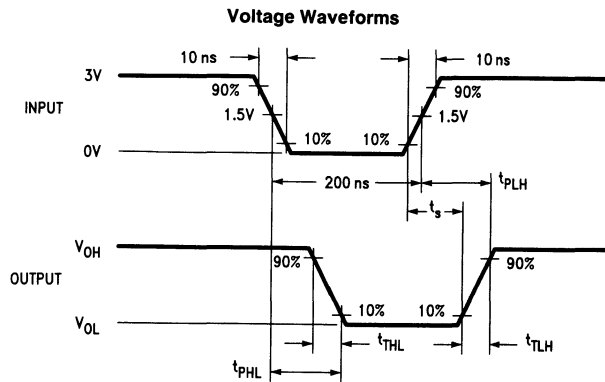 Voltage Waveforms
10 ns
10 ns
3V
90%
90%
INPUT
1.5V
1.5V
10%
10%
0V
200 ns
tPLH
ts
VOH
90%
90%
OUTPUT
10%
10%
VOL
tTHL
tTLH
tPHL